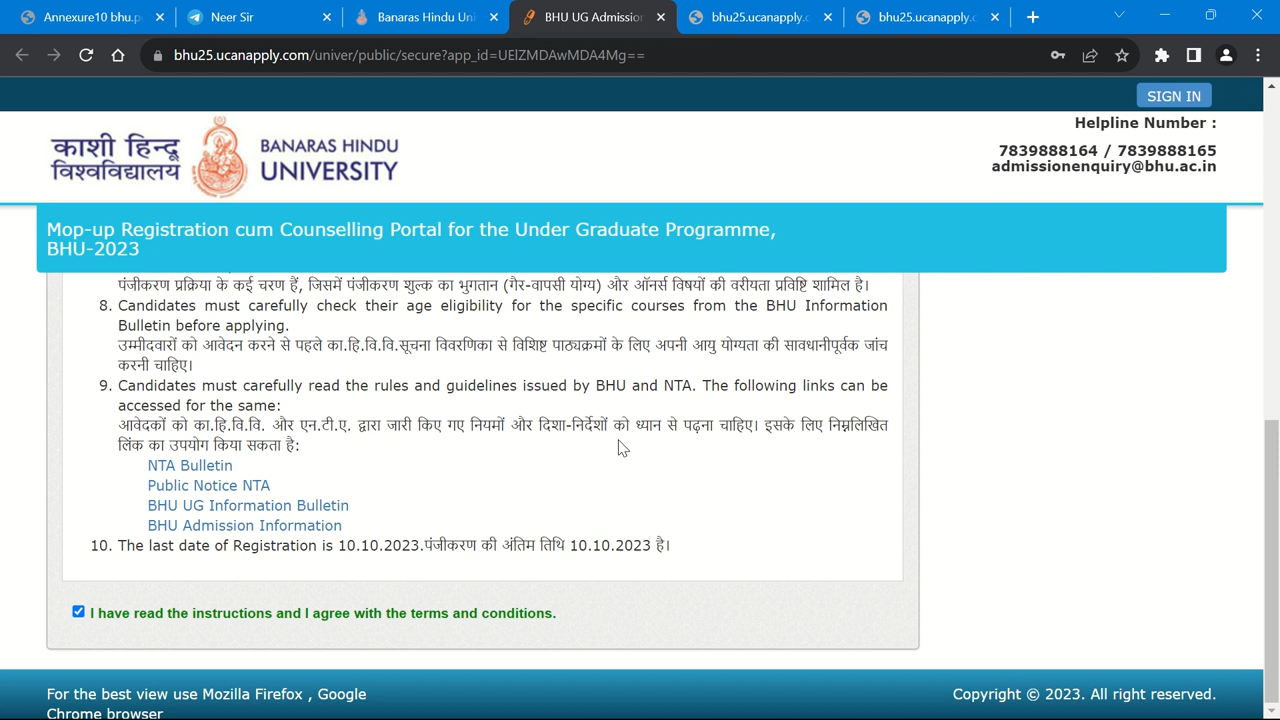 Annexure10 bhu.p
Neer Sir
Banaras Hindu Uni
BHU UG Admissio
bhu25.ucanapply.c
bhu25.ucanapply.c
bhu25.ucanapply.com/univer/public/secure?app_id=UElZMDAwMDA4Mg==
SIGN IN
काशी हिन्दू
विश्वविद्यालय
BANARAS HINDU
UNIVERSITY
Helpline Number :
7839888164 / 7839888165
admissionenquiry@bhu.ac.in
Mop-up Registration cum Counselling Portal for the Under Graduate Programme,
BHU-2023
पंजीकरण प्रक्रिया के कई चरण हैं, जिसमें पंजीकरण शुल्क का भुगतान (गैर-वापसी योग्य) और ऑनर्स विषयों की वरीयता प्रविष्टि शामिल है।
8. Candidates must carefully check their age eligibility for the specific courses from the BHU Information
Bulletin before applying.
उम्मीदवारों को आवेदन करने से पहले का.हि.वि.वि.सूचना विवरणिका से विशिष्ट पाठ्यक्रमों के लिए अपनी आयु योग्यता की सावधानीपूर्वक जांच
करनी चाहिए।
9. Candidates must carefully read the rules and guidelines issued by BHU and NTA. The following links can be
accessed for the same:
आवेदकों को का.हि.वि.वि. और एन.टी.ए. द्वारा जारी किए गए नियमों और दिशा-निर्देशों को ध्यान से पढ़ना चाहिए। इसके लिए निम्नलिखित
लिंक का उपयोग किया सकता है:
NTA Bulletin
Public Notice NTA
BHU UG Information Bulletin
BHU Admission Information
10. The last date of Registration is 10.10.2023.पंजीकरण की अंतिम तिथि 10.10.2023 है।
I have read the instructions and I agree with the terms and conditions.
For the best view use Mozilla Firefox , Google
Chrome browser
Copyright © 2023. All right reserved.